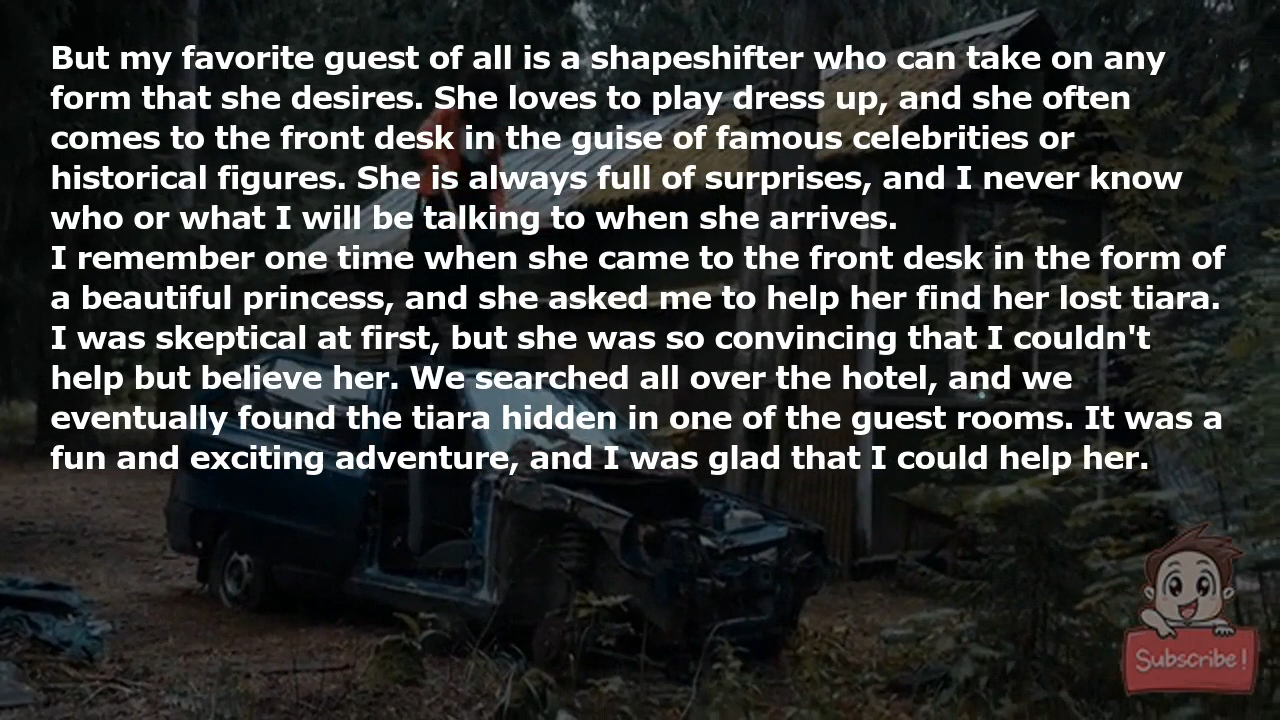 But my favorite guest of all is a shapeshifter who can take on any
form that she desires. She loves to play dress up, and she often
comes to the front desk in the guise of famous celebrities or
historical figures. She is always full of surprises, and I never know
who or what I will be talking to when she arrives.
I remember one time when she came to the front desk in the form of
a beautiful princess, and she asked me to help her find her lost tiara.
I was skeptical at first, but she was so convincing that I couldn't
help but believe her. We searched all over the hotel, and we
eventually found the tiara hidden in one of the guest rooms. It was a
fun and exciting adventure, and I was glad that I could help her.
Subscribe!